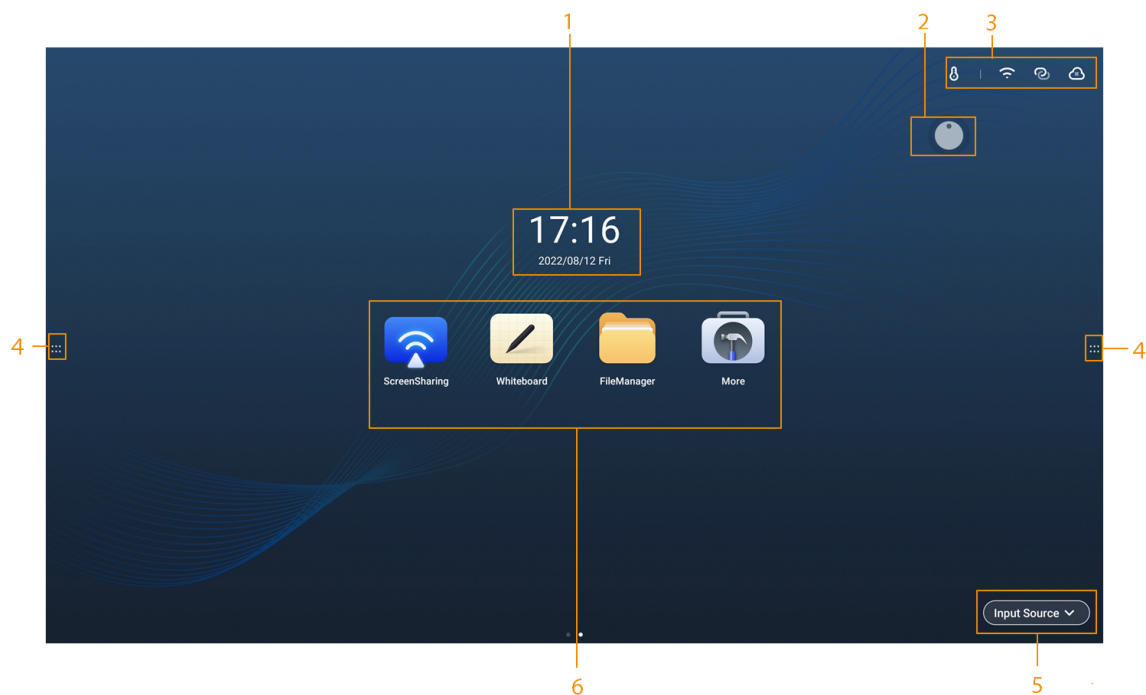 1
2
3
17:16
2022/08/12 Fri
4
4
ScreenSharing
Whiteboard
FileManager
More
Input Source
6
5